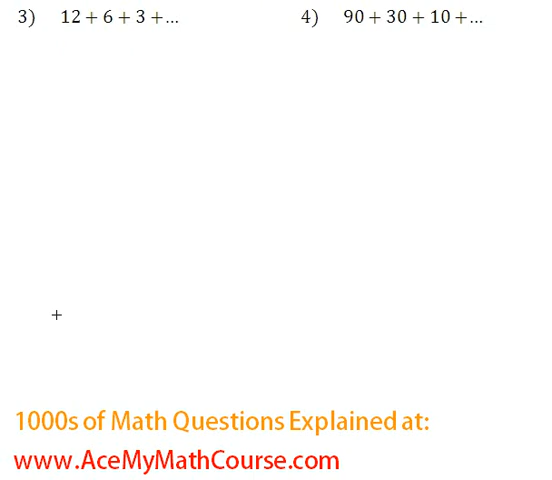 3) 12 + 6 + 3 +...
4) 90 + 30 + 10 +...
+
1000s of Math Questions Explained at:
www.AceMyMathCourse.com